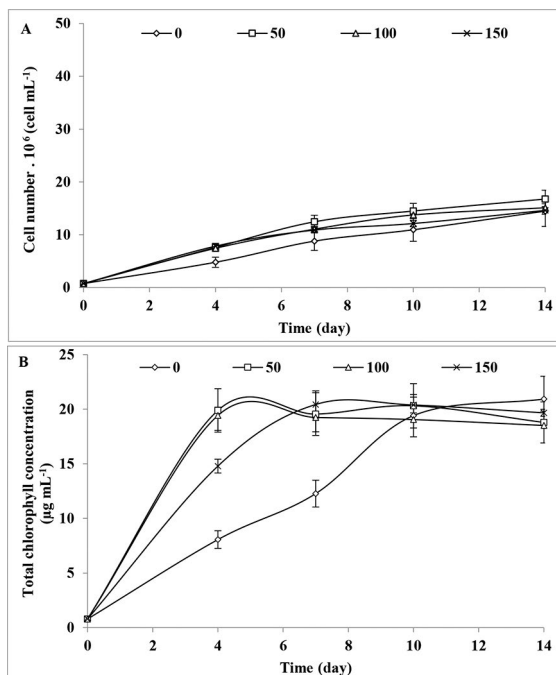 A
0 50 100 150
Cell number . 10⁶ (cell mL⁻¹)
50
40
30
20
10
0
0 2 4 6 8 10 12 14
Time (day)
B
0 50 100 150
Total chlorophyll concentration
(µg mL⁻¹)
25
20
15
10
5
0
0 2 4 6 8 10 12 14
Time (day)